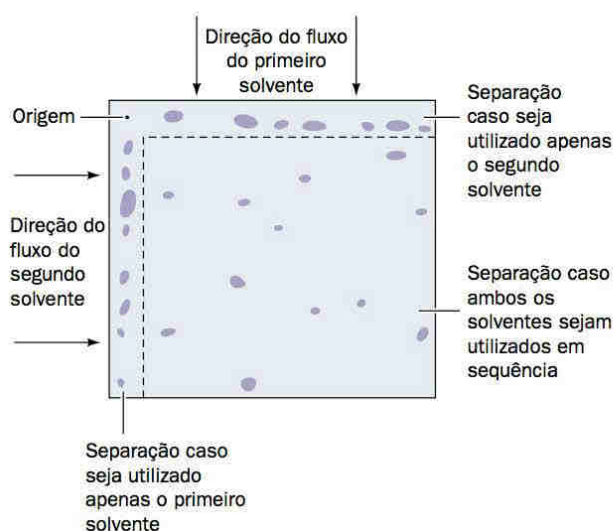 Direção do fluxo
do primeiro
solvente
Origem
Separação
caso seja
utilizado apenas
o segundo
solvente
Direção do
fluxo do
segundo
solvente
Separação caso
ambos os
solventes sejam
utilizados em
sequência
Separação caso
seja utilizado
apenas o primeiro
solvente